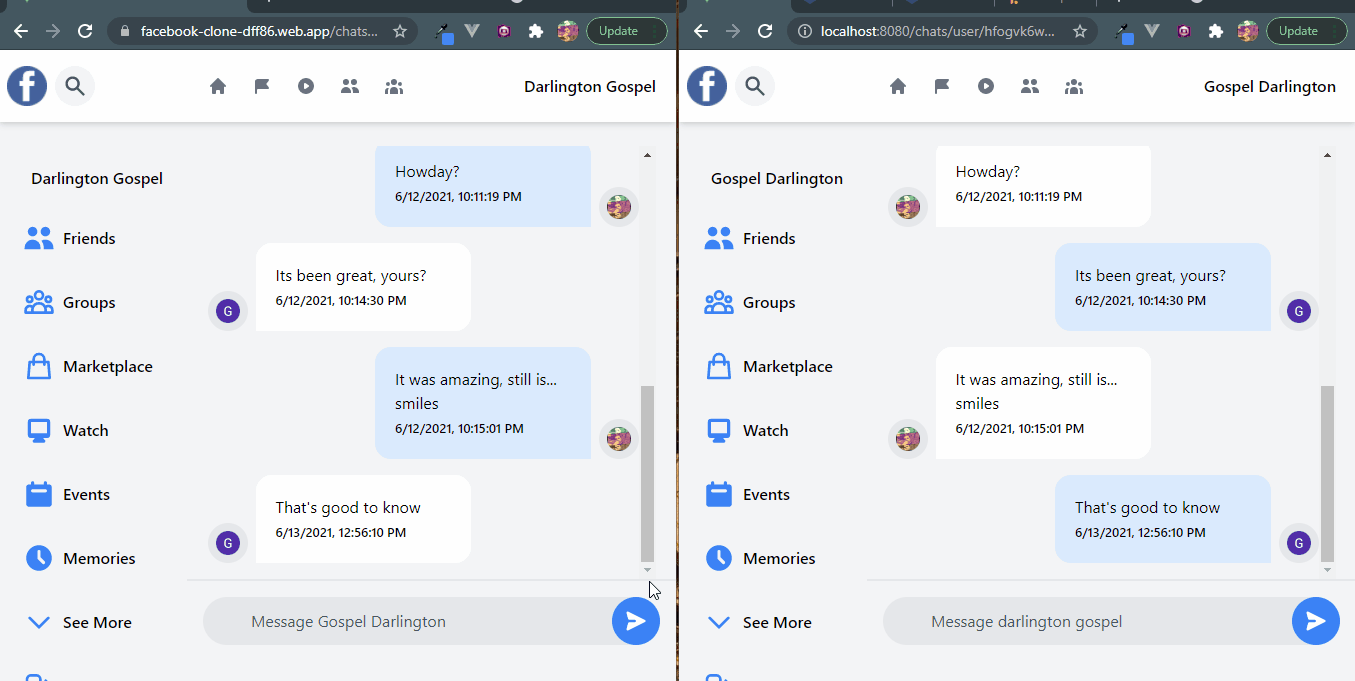 facebook-clone-dff86.web.app/chats...
Update
f
Darlington Gospel
Darlington Gospel
Friends
Groups
Marketplace
Watch
Events
Memories
See More
Howday?
6/12/2021, 10:11:19 PM
Its been great, yours?
6/12/2021, 10:14:30 PM
G
It was amazing, still is...
smiles
6/12/2021, 10:15:01 PM
That's good to know
6/13/2021, 12:56:10 PM
G
Message Gospel Darlington
localhost:8080/chats/user/hfogvk6w...
Update
f
Gospel Darlington
Gospel Darlington
Friends
Groups
Marketplace
Watch
Events
Memories
See More
Howday?
6/12/2021, 10:11:19 PM
Its been great, yours?
6/12/2021, 10:14:30 PM
G
It was amazing, still is...
smiles
6/12/2021, 10:15:01 PM
That's good to know
6/13/2021, 12:56:10 PM
G
Message darlington gospel